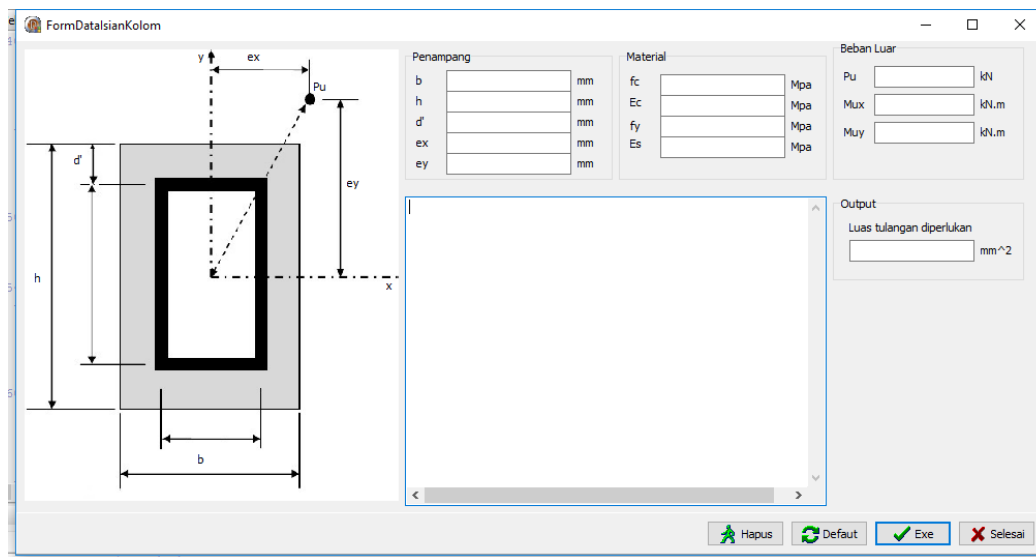 FormDataIsianKolom
y
ex
Pu
d'
ey
h
x
b
Penampang
b mm
h mm
d' mm
ex mm
ey mm
Material
fc Mpa
Ec Mpa
fy Mpa
Es Mpa
Beban Luar
Pu kN
Mux kN.m
Muy kN.m
Output
Luas tulangan diperlukan
mm^2
Hapus
Defaut
Exe
Selesai